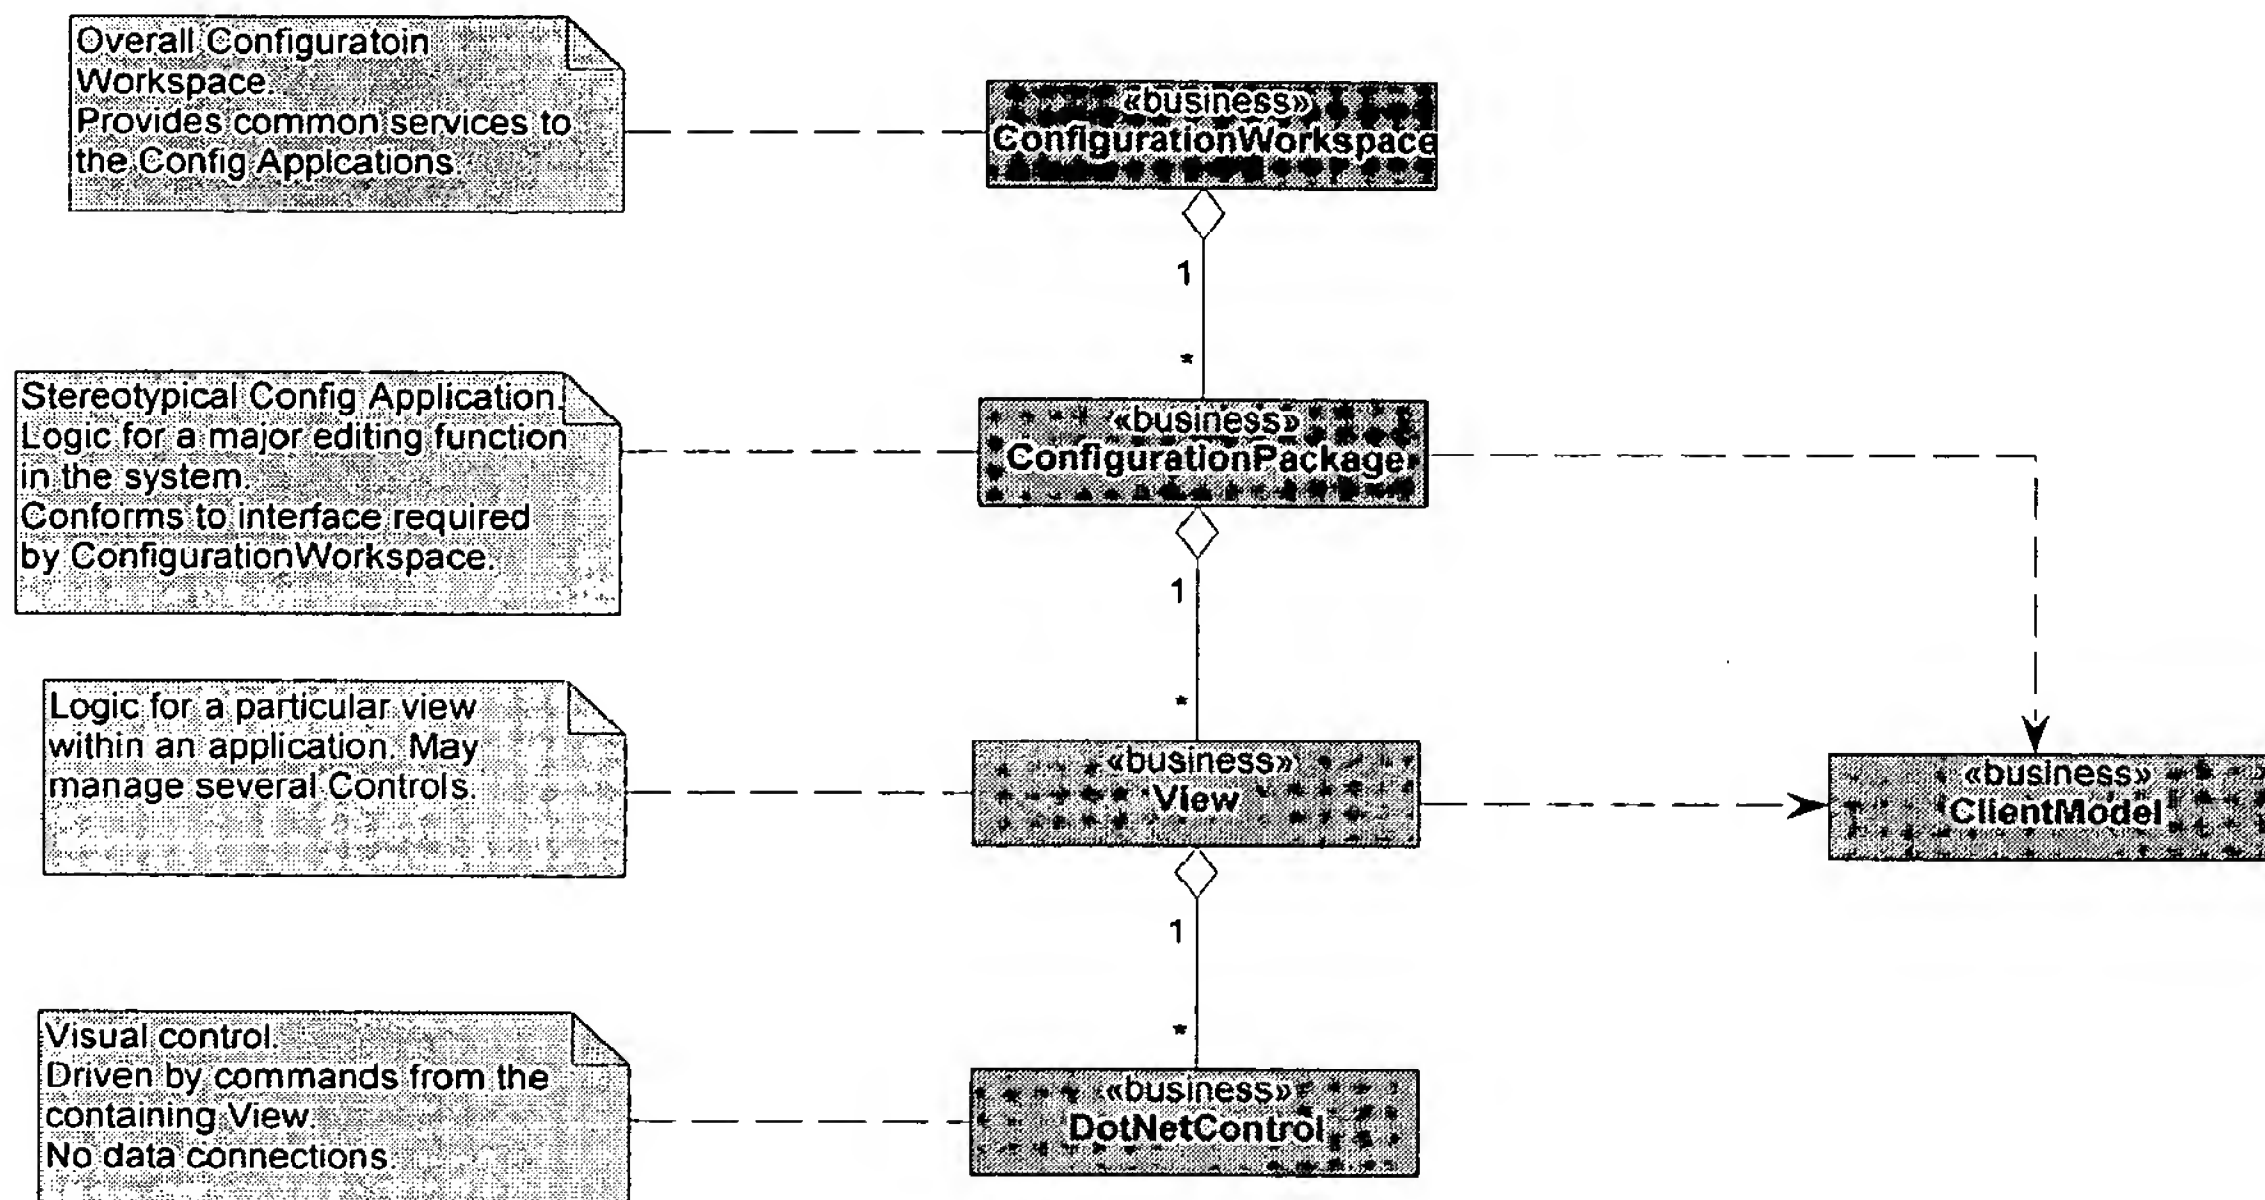 Overall Configuratoin
Workspace.
Provides common services to
the Config Applcations.
«business»
ConfigurationWorkspace
1
*
Stereotypical Config Application.
Logic for a major editing function
in the system.
Conforms to interface required
by ConfigurationWorkspace.
«business»
ConfigurationPackage
1
*
Logic for a particular view
within an application. May
manage several Controls.
«business»
View
«business»
ClientModel
1
*
Visual control.
Driven by commands from the
containing View.
No data connections.
«business»
DotNetControl